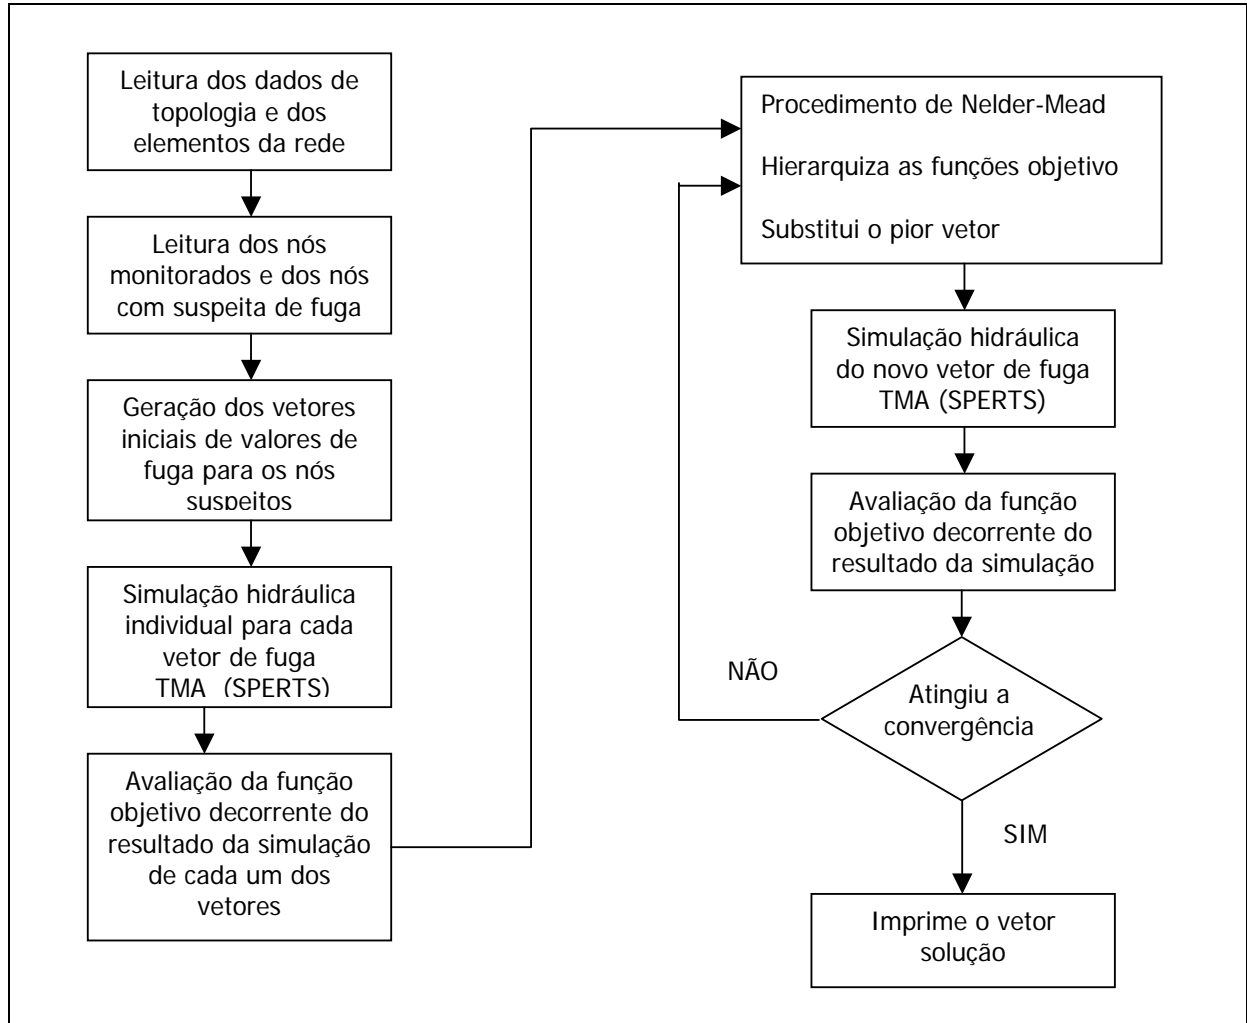 Leitura dos dados de
topologia e dos
elementos da rede
Leitura dos nós
monitorados e dos nós
com suspeita de fuga
Geração dos vetores
iniciais de valores de
fuga para os nós
suspeitos
Simulação hidráulica
individual para cada
vetor de fuga
TMA (SPERTS)
Avaliação da função
objetivo decorrente do
resultado da simulação
de cada um dos
vetores
Procedimento de Nelder-Mead
Hierarquiza as funções objetivo
Substitui o pior vetor
Simulação hidráulica
do novo vetor de fuga
TMA (SPERTS)
Avaliação da função
objetivo decorrente do
resultado da simulação
NÃO
Atingiu a
convergência
SIM
Imprime o vetor
solução